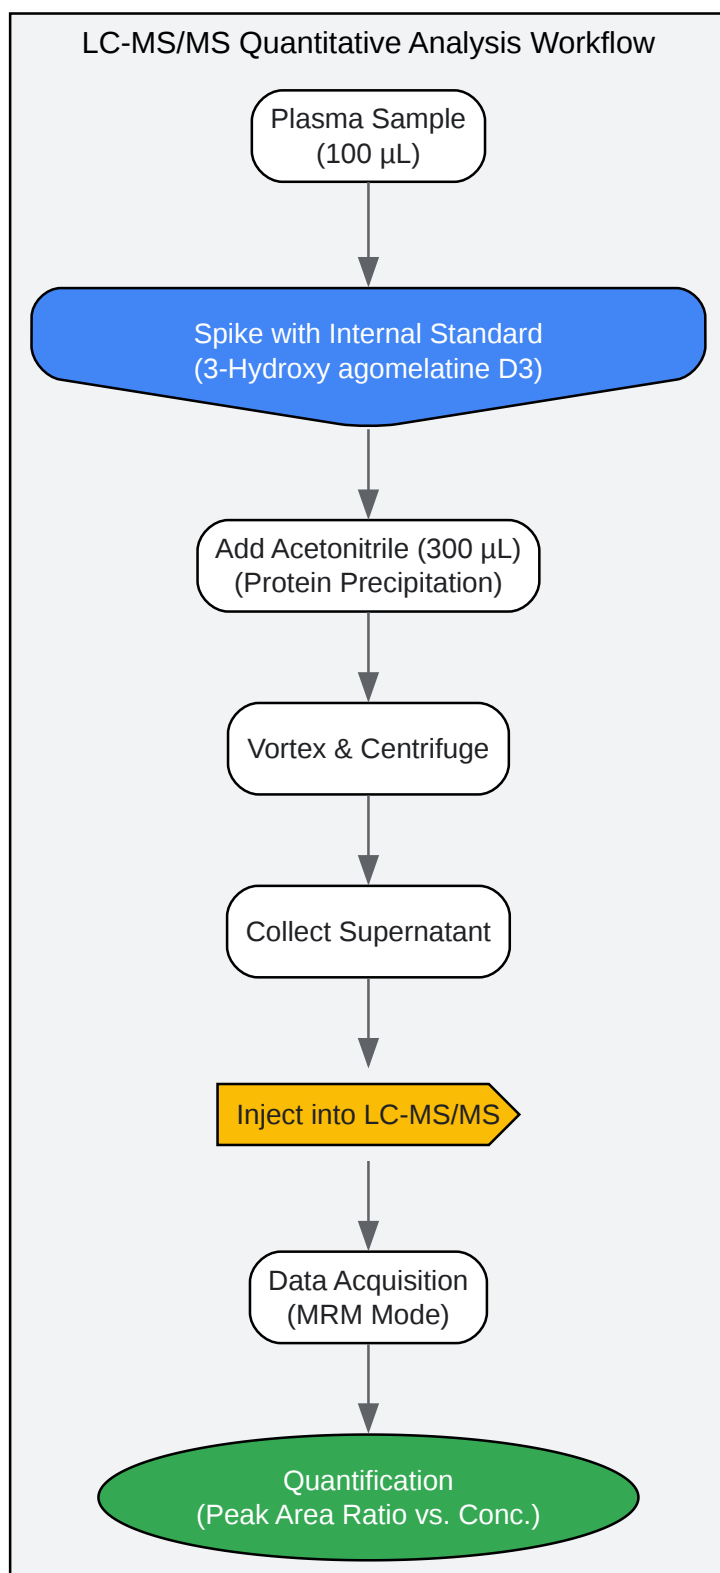 LC-MS/MS Quantitative Analysis Workflow
Plasma Sample
(100 µL)
Spike with Internal Standard
(3-Hydroxy agomelatine D3)
Add Acetonitrile (300 µL)
(Protein Precipitation)
Vortex & Centrifuge
Collect Supernatant
Inject into LC-MS/MS
Data Acquisition
(MRM Mode)
Quantification
(Peak Area Ratio vs. Conc.)